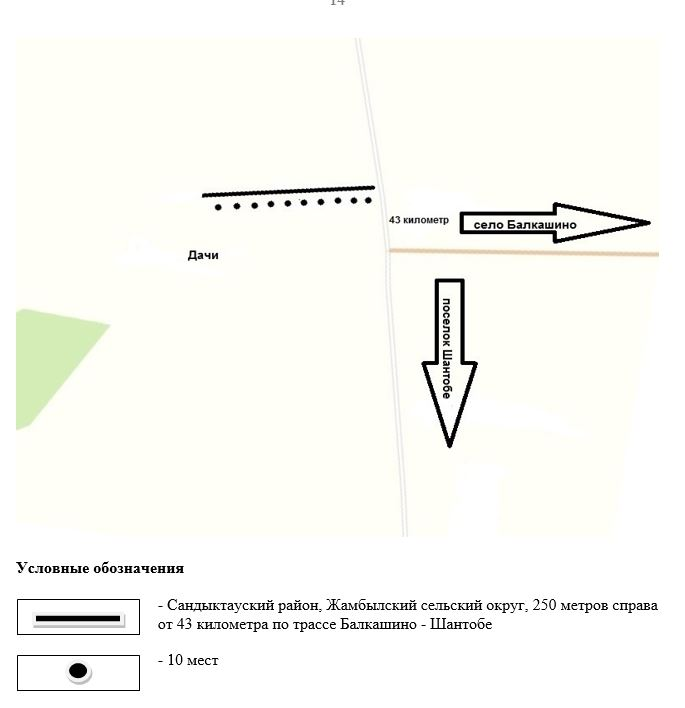 14
43 километр
село Балкашино
Дачи
поселок Шантобе
Условные обозначения
- Сандыктауский район, Жамбылский сельский округ, 250 метров справа
от 43 километра по трассе Балкашино - Шантобе
- 10 мест